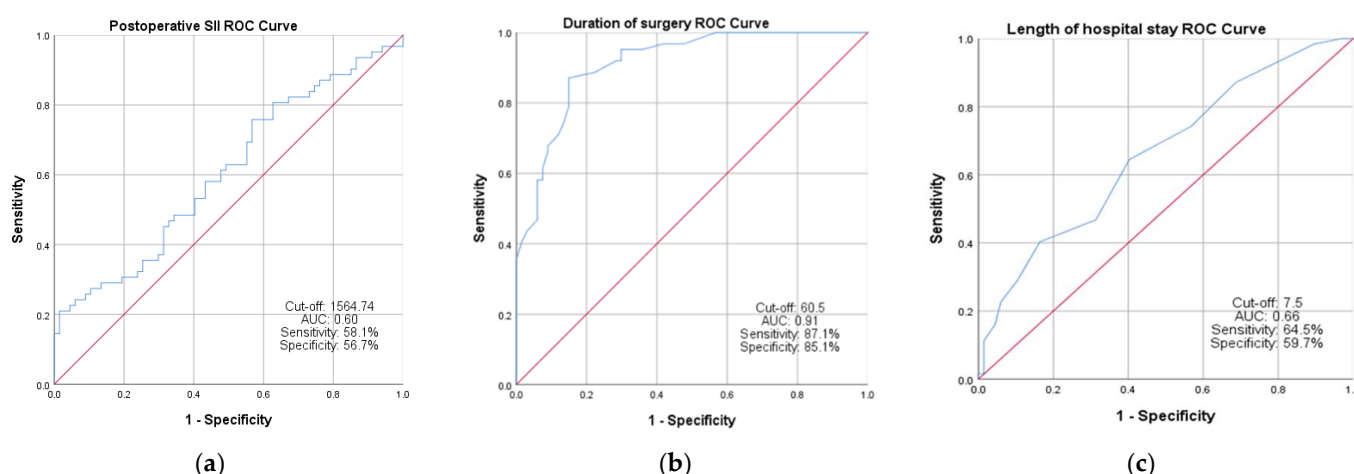 Postoperative SII ROC Curve
1.0
0.8
0.6
0.4
0.2
0.0
Sensitivity
Cut-off: 1564.74
AUC: 0.60
Sensitivity: 58.1%
Specificity: 56.7%
0.0 0.2 0.4 0.6 0.8 1.0
1 - Specificity
(a)
Duration of surgery ROC Curve
1.0
0.8
0.6
0.4
0.2
0.0
Sensitivity
Cut-off: 60.5
AUC: 0.91
Sensitivity: 87.1%
Specificity: 85.1%
0.0 0.2 0.4 0.6 0.8 1.0
1 - Specificity
(b)
Length of hospital stay ROC Curve
1.0
0.8
0.6
0.4
0.2
0.0
Sensitivity
Cut-off: 7.5
AUC: 0.66
Sensitivity: 64.5%
Specificity: 59.7%
0.0 0.2 0.4 0.6 0.8 1.0
1 - Specificity
(c)